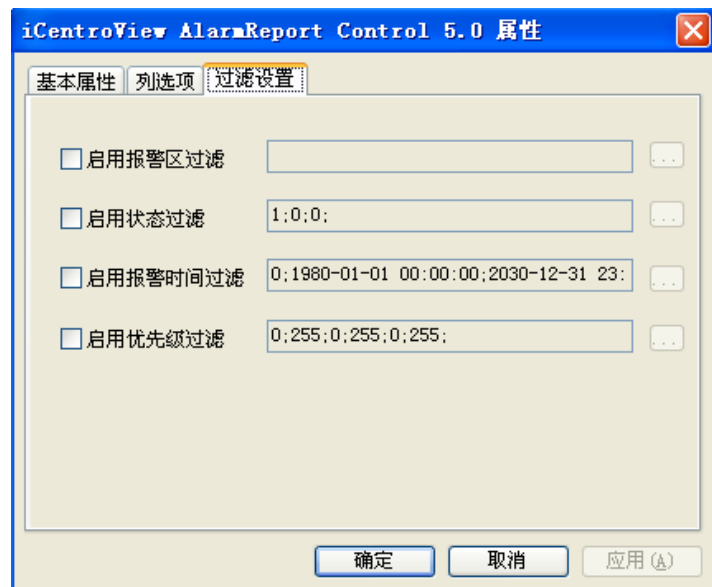 iCentroView AlarmReport Control 5.0 属性
基本属性 列选项 过滤设置
启用报警区过滤 ...
启用状态过滤 1;0;0; ...
启用报警时间过滤 0;1980-01-01 00:00:00;2030-12-31 23: ...
启用优先级过滤 0;255;0;255;0;255; ...
确定 取消 应用(A)